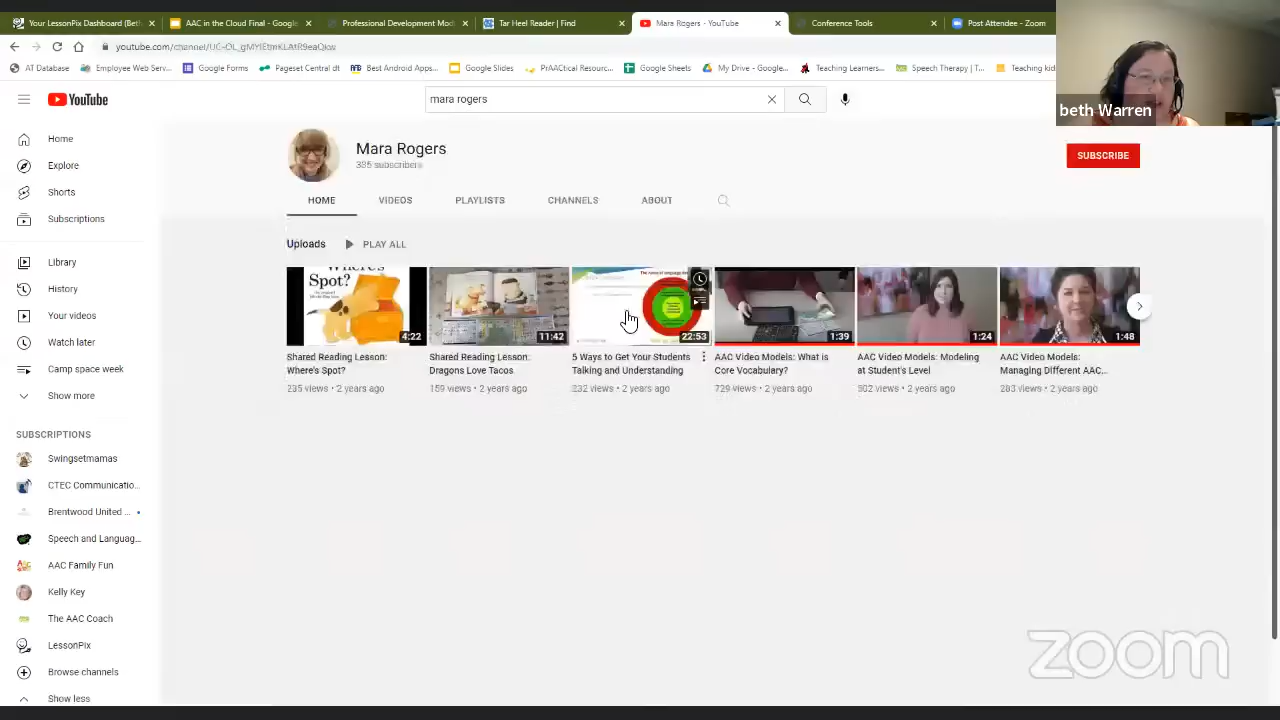 Your LessonPix Dashboard (Beth
AAC in the Cloud Final - Google
Professional Development Mod
Tar Heel Reader | Find
Mara Rogers - YouTube
Conference Tools
Post Attendee - Zoom
AT Database
Employee Web Serv...
Google Forms
Pageset Central dt
Best Android Apps...
Google Slides
PrAACtical Resourc...
Google Sheets
My Drive - Google...
Teaching Learners...
Speech Therapy | T...
Teaching kid
beth Warren
YouTube
mara rogers
Home
Explore
Shorts
Subscriptions
Library
History
Your videos
Watch later
Camp space week
Show more
SUBSCRIPTIONS
Swingsetmamas
CTEC Communicatio...
Brentwood United ...
Speech and Languag...
AAC Family Fun
Kelly Key
The AAC Coach
LessonPix
Browse channels
Show less
Mara Rogers
SUBSCRIBE
HOME VIDEOS PLAYLISTS CHANNELS ABOUT
Uploads PLAY ALL
Where's
Spot?
4:22
11:42
22:53
1:39
1:24
1:48
Shared Reading Lesson:
Where's Spot?
235 views • 2 years ago
Shared Reading Lesson:
Dragons Love Tacos
159 views • 2 years ago
5 Ways to Get Your Students
Talking and Understanding
232 views • 2 years ago
AAC Video Models: What is
Core Vocabulary?
729 views • 2 years ago
AAC Video Models: Modeling
at Student's Level
302 views • 2 years ago
AAC Video Models:
Managing Different AAC...
283 views • 2 years ago
zoom